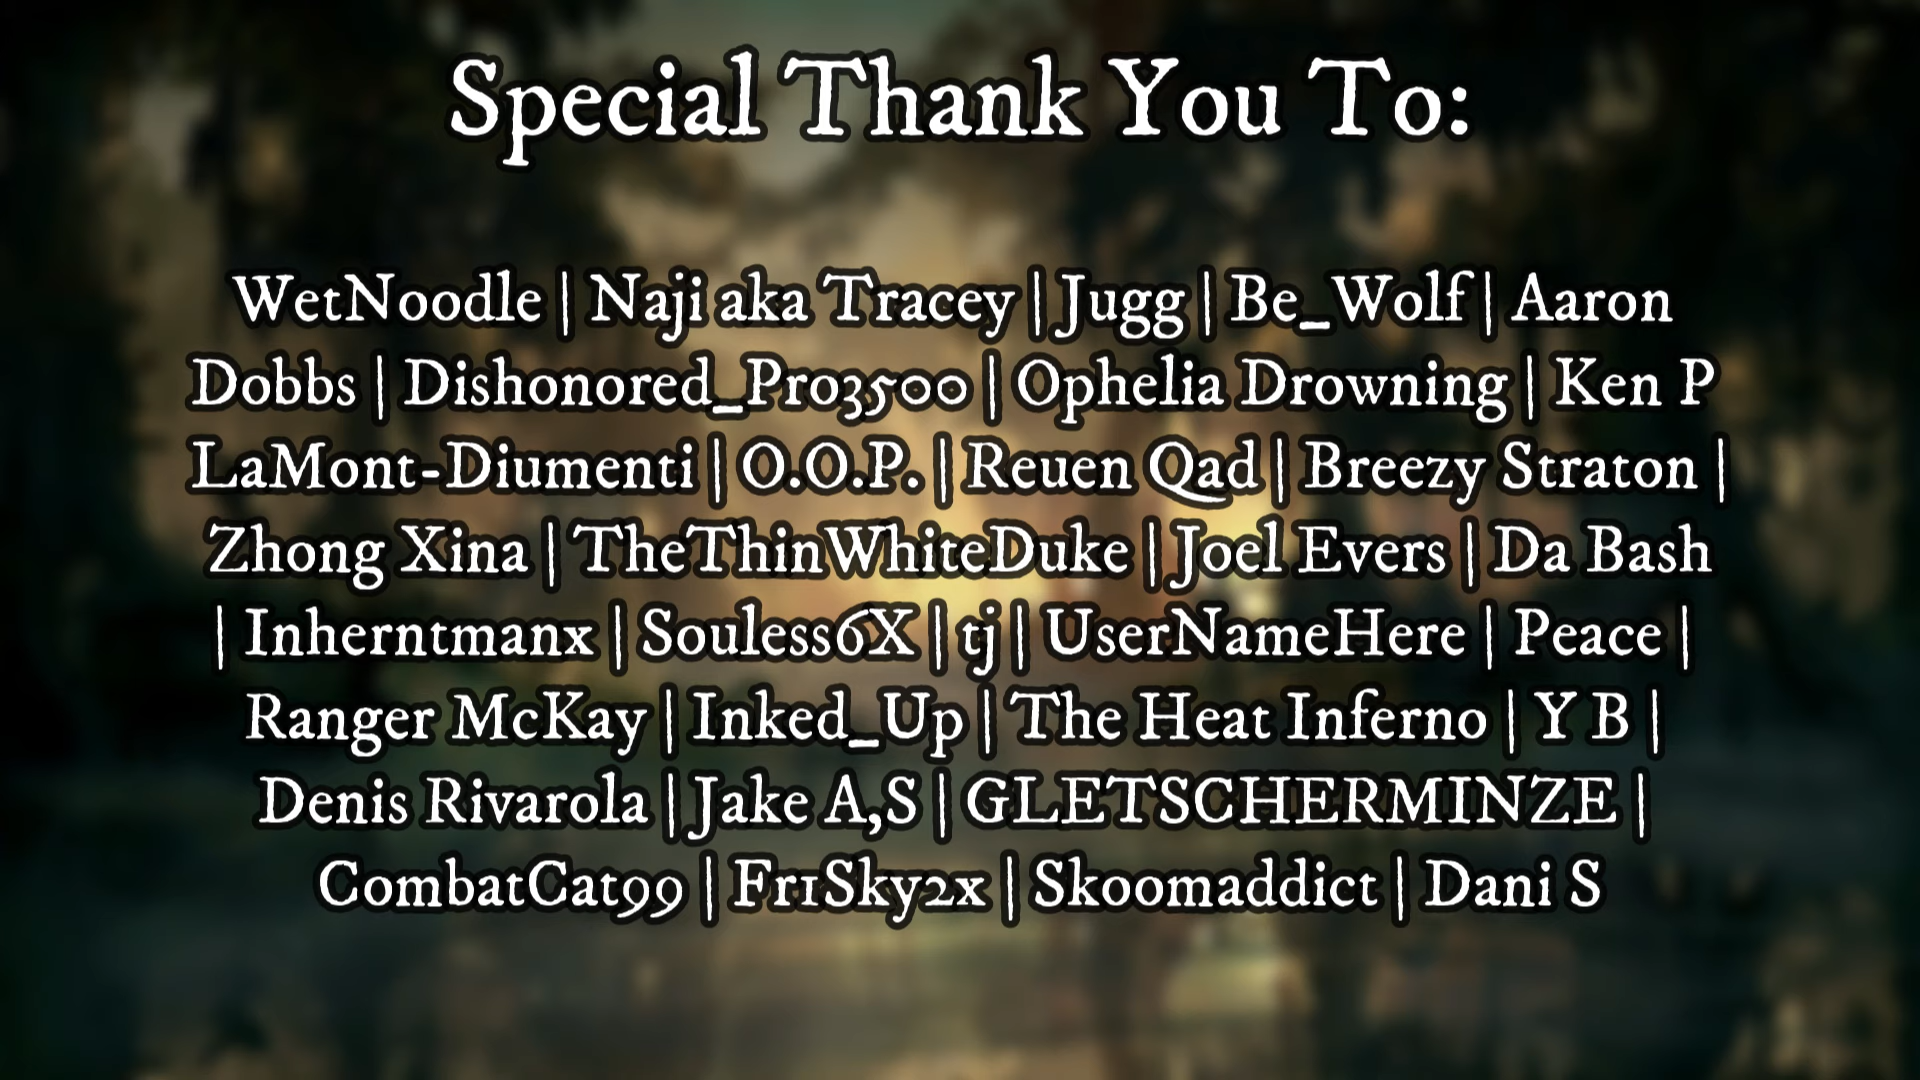 Special Thank You To:
WetNoodle | Naji aka Tracey | Jugg | Be_Wolf | Aaron
Dobbs | Dishonored_Pro3500 | Ophelia Drowning | Ken P
LaMont-Diumenti | O.O.P. | Reuen Qad | Breezy Straton |
Zhong Xina | TheThinWhiteDuke | Joel Evers | Da Bash
| Inherntmanx | Souless6X | tj | UserNameHere | Peace |
Ranger McKay | Inked_Up | The Heat Inferno | Y B |
Denis Rivarola | Jake A,S | GLETSCHERMINZE |
CombatCat99 | Fr1Sky2x | Skoomaddict | Dani S